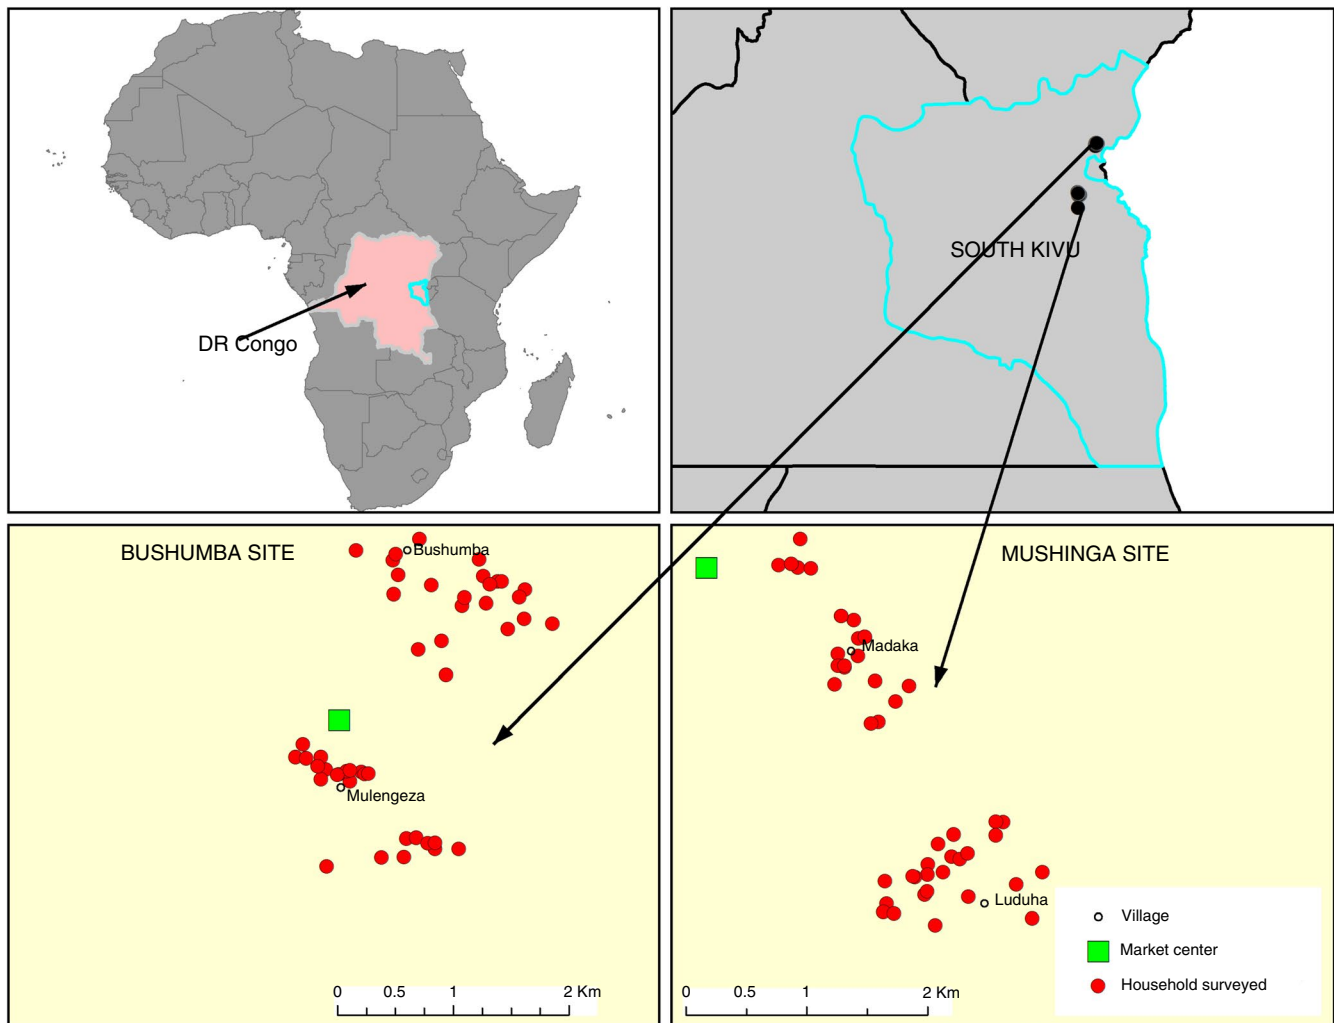 DR Congo
SOUTH KIVU
BUSHUMBA SITE
Bushumba
Mulengeza
0 0.5 1 2 Km
MUSHINGA SITE
Madaka
Luduha
Village
Market center
Household surveyed
0 0.5 1 2 Km